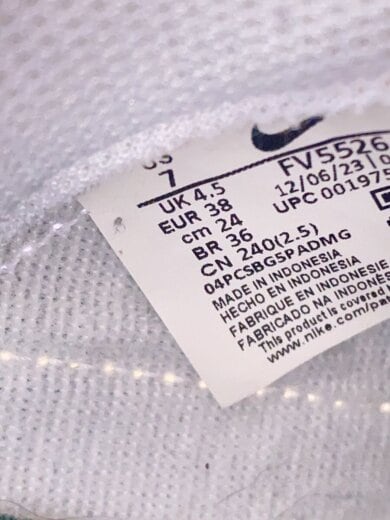 7 FV5526
UK 4.5 12/06/23
EUR 38 UPC 001975
cm 24
BR 36
CN 240(2.5)
04PCSBGSPADMG
MADE IN INDONESIA
HECHO EN INDONESIA
FABRIQUE EN INDONESIE
FABRICADO NA INDONES
This product is covered
www.nike.com/pa